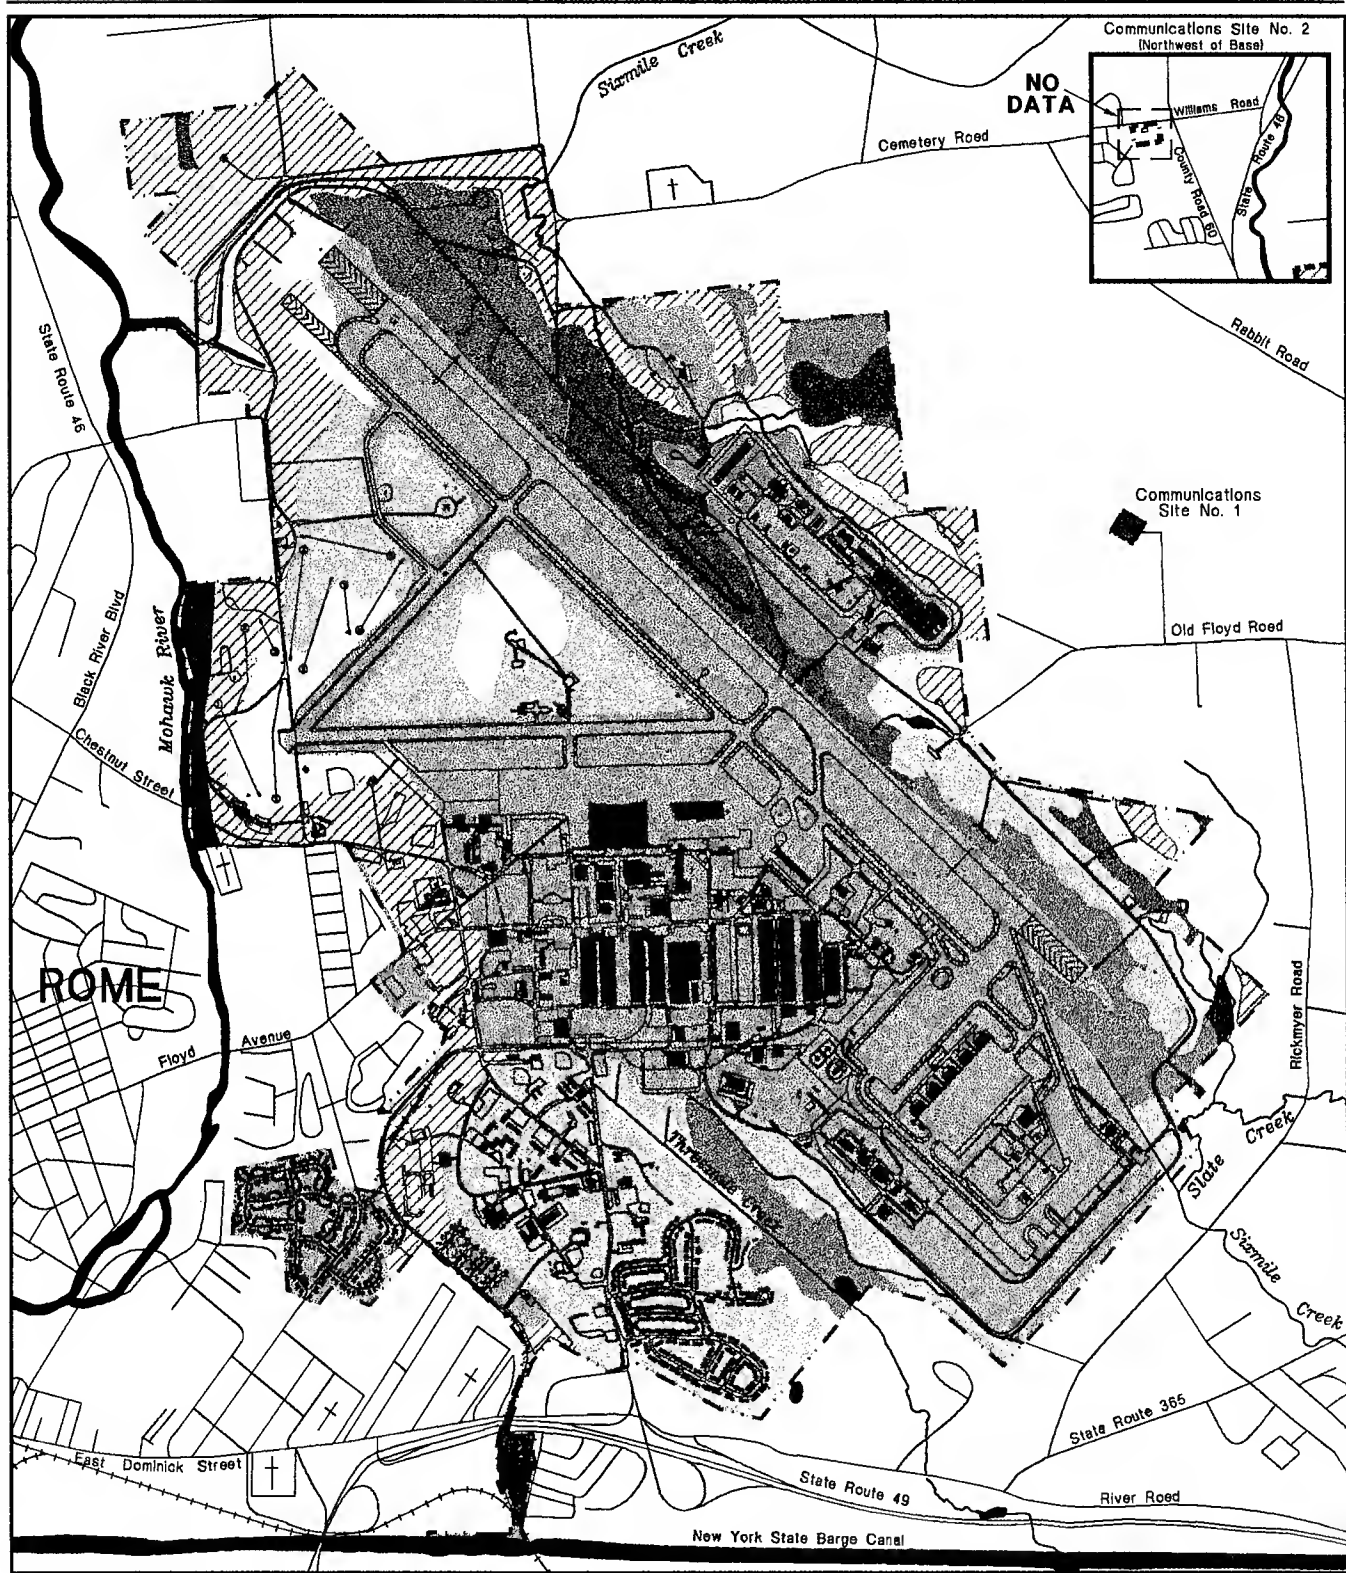 Communications Site No. 2
(Northwest of Base)
NO
DATA
Williams Road
County Road 60
State Route 46
Sixmile Creek
Cemetery Road
Rabbit Road
State Route 46
Communications
Site No. 1
Old Floyd Road
Black River Blvd
Mohawk River
Chestnut Street
ROME
Floyd Avenue
Rickmyer Road
Threemile Creek
Slate Creek
Sixmile Creek
State Route 365
East Dominick Street
State Route 49
River Road
New York State Barge Canal